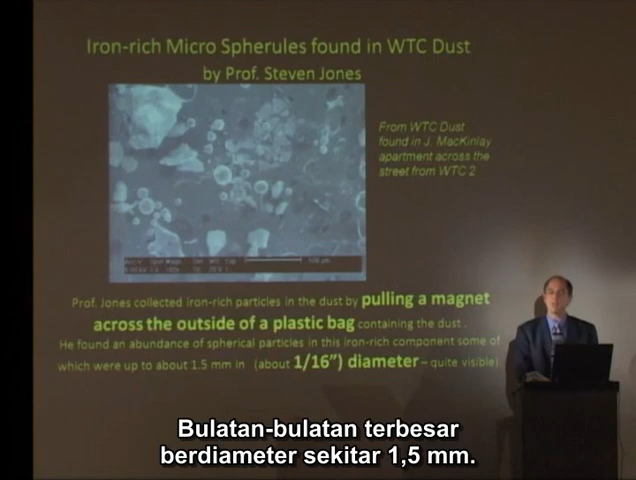 Iron-rich Micro Spherules found in WTC Dust
by Prof. Steven Jones
From WTC Dust
found in J. MacKinlay
apartment across the
street from WTC 2
Prof. Jones collected iron-rich particles in the dust by pulling a magnet
across the outside of a plastic bag containing the dust.
He found an abundance of spherical particles in this iron-rich component some of
which were up to about 1.5 mm in (about 1/16") diameter – quite visible)
Bulatan-bulatan terbesar
berdiameter sekitar 1,5 mm.